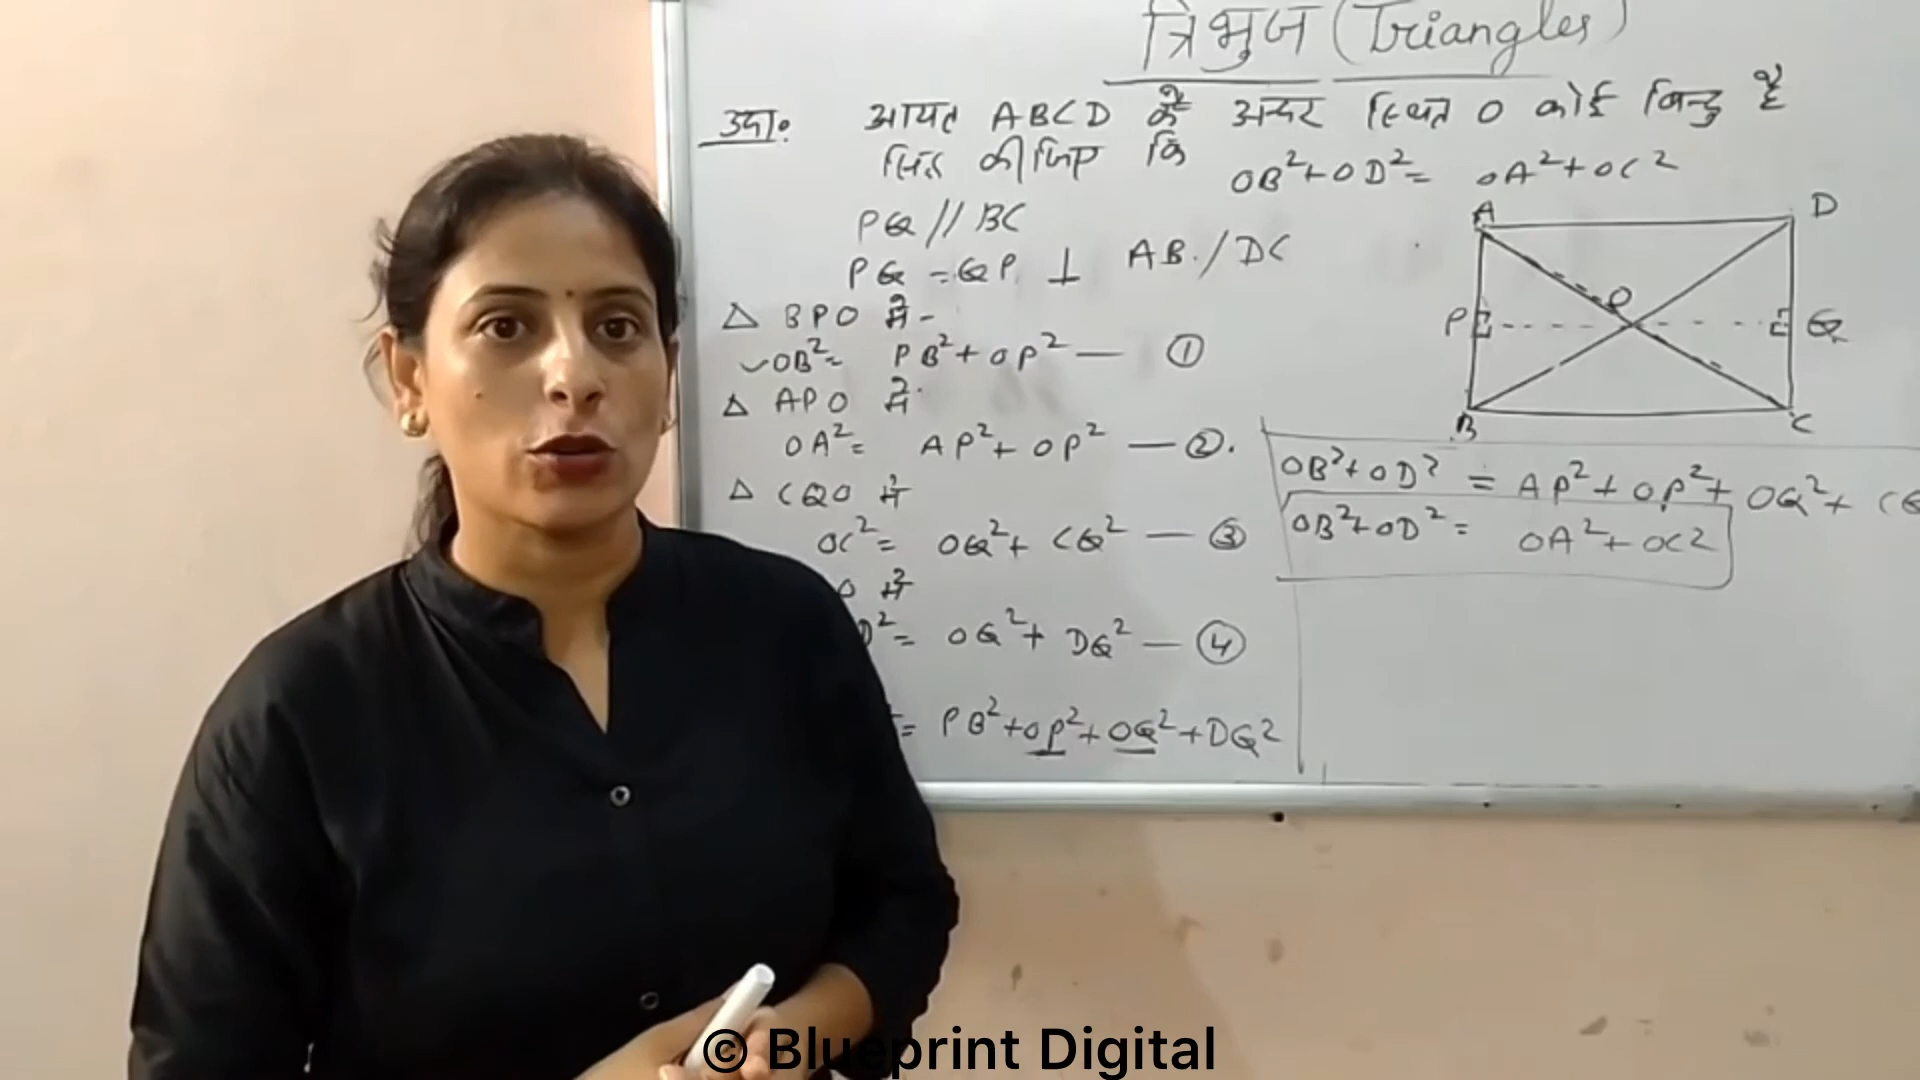 त्रिभुज (Triangles)
उदाः आयत ABCD के अन्दर स्थित O कोई बिन्दु है
सिद्ध कीजिए कि OB²+OD²= OA²+OC²
PQ // BC
PQ = QP ⊥ AB / DC
△ BPO में -
OB²= PB²+OP² — ①
△ APO में
OA²= AP²+OP² — ②.
△ CQO में
OC²= OQ²+ CQ² — ③
O में
D²= OQ²+ DQ² — ④
= PB²+OP²+OQ²+DQ²
A D
O
P Q
B C
OB²+OD² = AP²+OP²+OQ²+ CQ
OB²+OD²= OA²+OC2
© Blueprint Digital